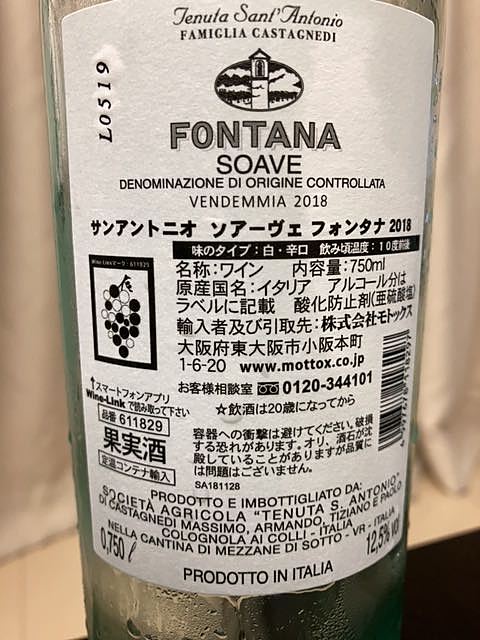 Tenuta Sant'Antonio
FAMIGLIA CASTAGNEDI
L0519
FONTANA
SOAVE
DENOMINAZIONE DI ORIGINE CONTROLLATA
VENDEMMIA 2018
サンアントニオ ソアーヴェ フォンタナ 2018
味のタイプ:白・辛口 飲み頃温度:10度前後
Wine-Linkマーク:611829
名称:ワイン 内容量:750ml
原産国名:イタリア アルコール分は
ラベルに記載 酸化防止剤(亜硫酸塩)
輸入者及び引取先:株式会社モトックス
大阪府東大阪市小阪本町
1-6-20 www.mottox.co.jp
お客様相談室 0120-344101
☆飲酒は20歳になってから
↑スマートフォンアプリ
Wine-Linkで読み取って下さい
品番 611829
果実酒
定温コンテナ輸入
容器への衝撃は避けてください。破損
する恐れがあります。オリ、酒石が沈
殿していることがありますが品質に
は問題はございません。
SA181128
PRODOTTO E IMBOTTIGLIATO DA:
SOCIETÀ AGRICOLA "TENUTA S. ANTONIO"
DI CASTAGNEDI MASSIMO, ARMANDO, TIZIANO E PAOLO
COLOGNOLA AI COLLI - ITALIA
NELLA CANTINA DI MEZZANE DI SOTTO - VR - ITALIA
0,750 ℓ
12,5% vol
PRODOTTO IN ITALIA